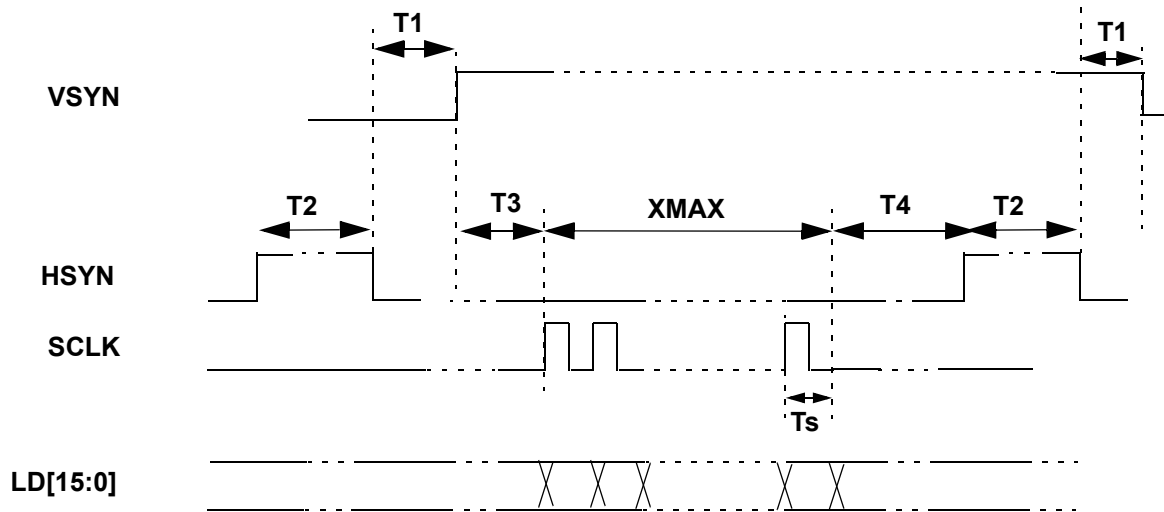 T1
T1
VSYN
T2
T3
XMAX
T4
T2
HSYN
SCLK
Ts
LD[15:0]